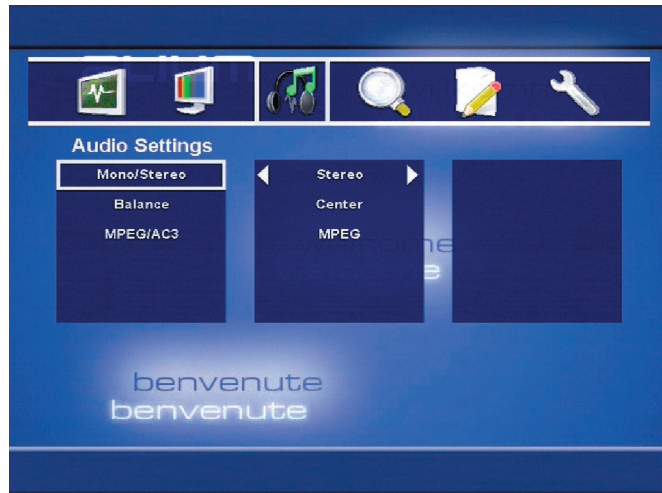 Audio Settings
Mono/Stereo
Stereo
Balance
Center
MPEG/AC3
MPEG
benvenute
benvenute